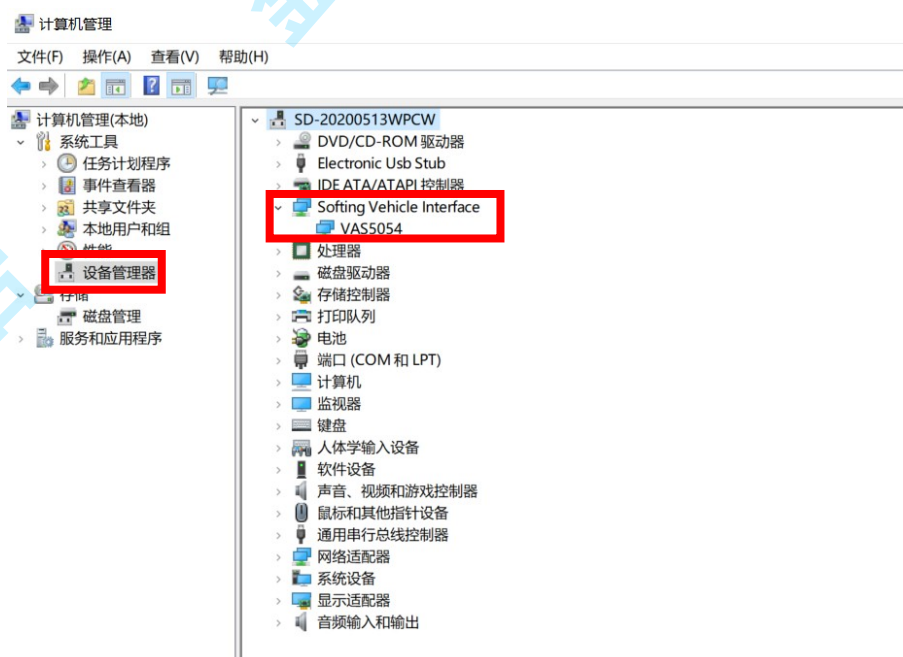 计算机管理
文件(F) 操作(A) 查看(V) 帮助(H)
计算机管理(本地)
系统工具
任务计划程序
事件查看器
共享文件夹
本地用户和组
性能
设备管理器
存储
磁盘管理
服务和应用程序
SD-20200513WPCW
DVD/CD-ROM 驱动器
Electronic Usb Stub
IDE ATA/ATAPI 控制器
Softing Vehicle Interface
VAS5054
处理器
磁盘驱动器
存储控制器
打印队列
电池
端口 (COM 和 LPT)
计算机
监视器
键盘
人体学输入设备
软件设备
声音、视频和游戏控制器
鼠标和其他指针设备
通用串行总线控制器
网络适配器
系统设备
显示适配器
音频输入和输出